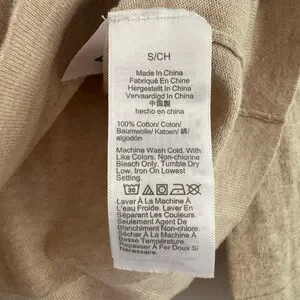 S/CH
Made In China
Fabriqué En Chine
Hergestellt In China
Vervaardigd In China
中国製
hecho en china
100% Cotton/ Coton/
Baumwolle/ Katoen/ 綿/
algodón
Machine Wash Cold. With
Like Colors. Non-chlorine
Bleach Only. Tumble Dry
Low, Iron On Lowest
Setting.
30
Laver À La Machine À
L'eau Froide. Laver En
Séparant Les Couleurs.
Seulement Agent De
Blanchiment Non-chlore.
Sécher À La Machine À
Basse Température.
Repasser À Fer Doux Si
Nécessaire.